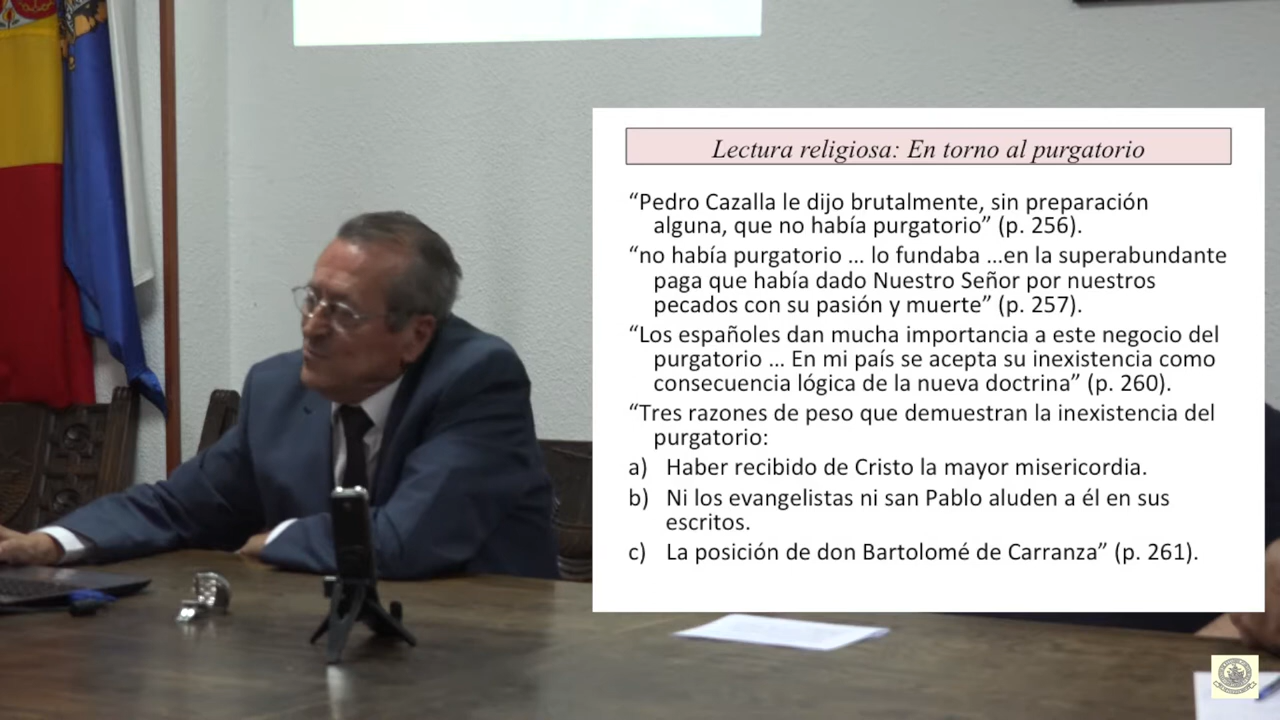 Lectura religiosa: En torno al purgatorio
“Pedro Cazalla le dijo brutalmente, sin preparación
alguna, que no había purgatorio” (p. 256).
“no había purgatorio ... lo fundaba ...en la superabundante
paga que había dado Nuestro Señor por nuestros
pecados con su pasión y muerte” (p. 257).
“Los españoles dan mucha importancia a este negocio del
purgatorio ... En mi país se acepta su inexistencia como
consecuencia lógica de la nueva doctrina” (p. 260).
“Tres razones de peso que demuestran la inexistencia del
purgatorio:
a) Haber recibido de Cristo la mayor misericordia.
b) Ni los evangelistas ni san Pablo aluden a él en sus
escritos.
c) La posición de don Bartolomé de Carranza” (p. 261).